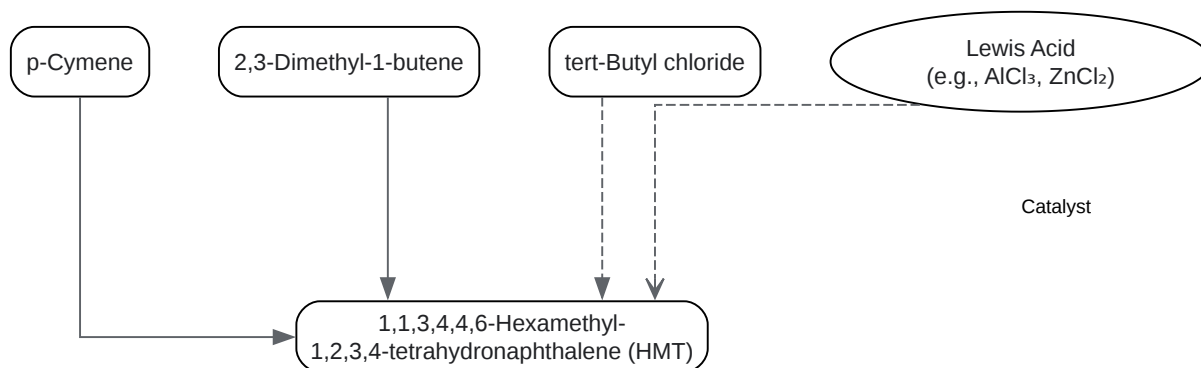 p-Cymene
2,3-Dimethyl-1-butene
tert-Butyl chloride
Lewis Acid
(e.g., AlCl₃, ZnCl₂)
Catalyst
1,1,3,4,4,6-Hexamethyl-
1,2,3,4-tetrahydronaphthalene (HMT)